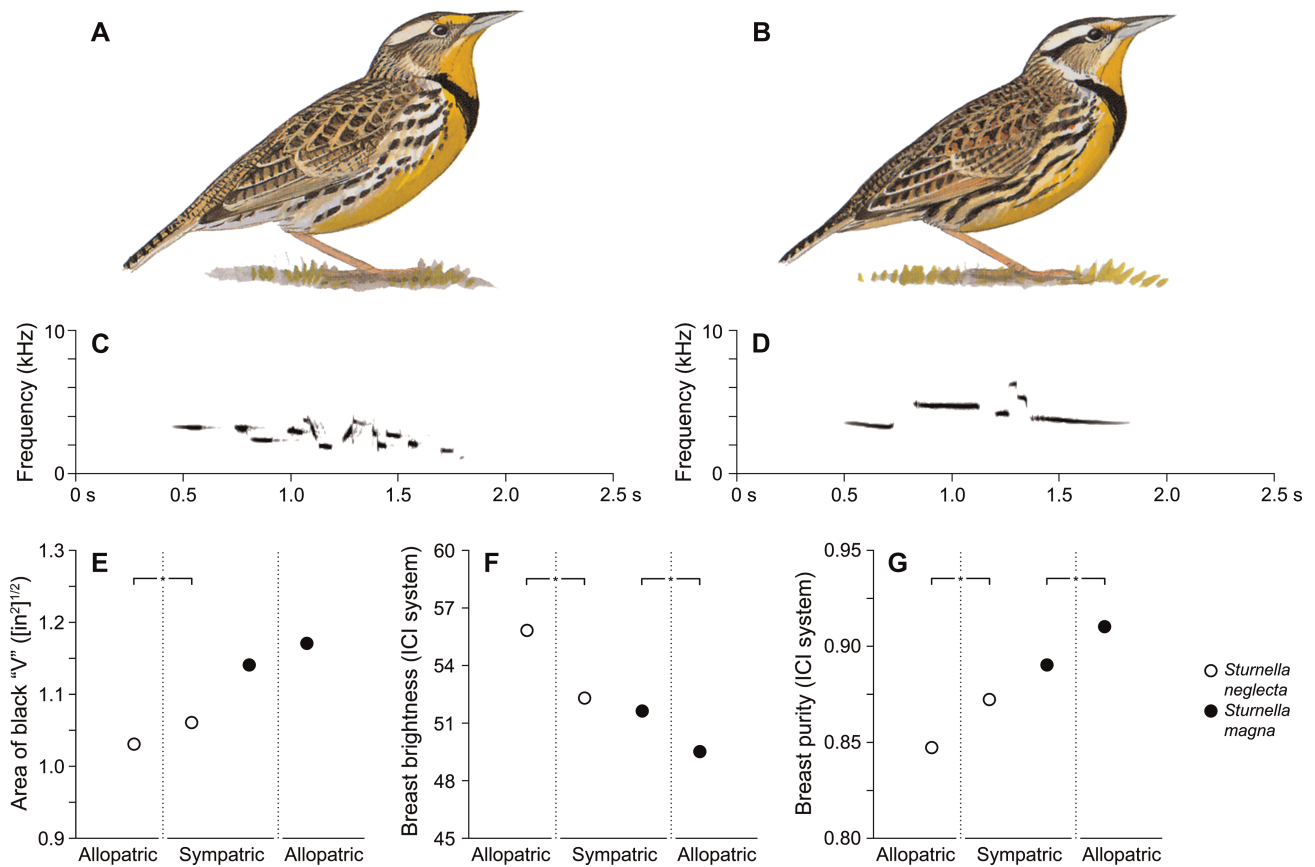 A
B
C
Frequency (kHz)
10
0
0 s
0.5
1.0
1.5
2.0
2.5 s
D
Frequency (kHz)
10
0
0 s
0.5
1.0
1.5
2.0
2.5 s
E
Area of black “V” ([in²]¹/²)
1.3
1.2
1.1
1.0
0.9
*
Allopatric
Sympatric
Allopatric
F
Breast brightness (ICI system)
60
57
54
51
48
45
*
*
Allopatric
Sympatric
Allopatric
G
Breast purity (ICI system)
0.95
0.90
0.85
0.80
*
*
Allopatric
Sympatric
Allopatric
Sturnella
neglecta
Sturnella
magna